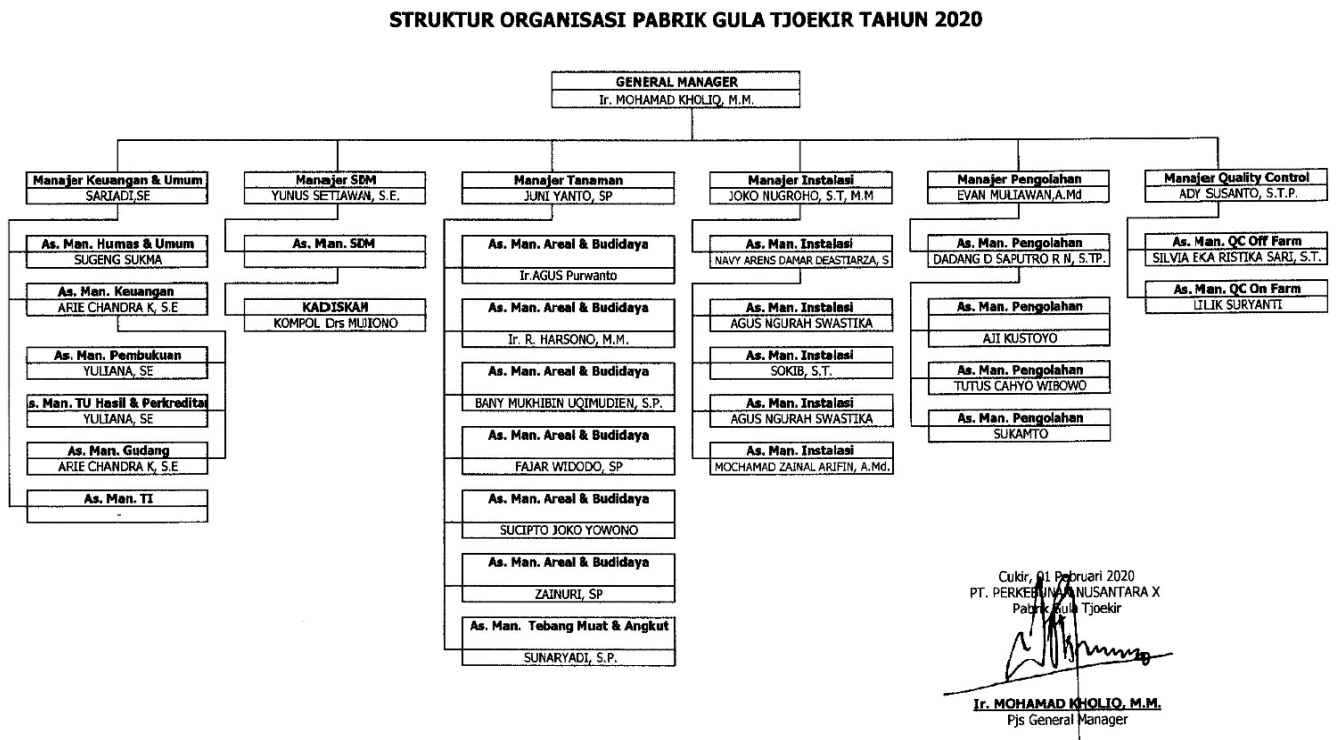 STRUKTUR ORGANISASI PABRIK GULA TJOEKIR TAHUN 2020
GENERAL MANAGER
Ir. MOHAMAD KHOLIQ, M.M.
Manajer Keuangan & Umum
SARIADI,SE
As. Man. Humas & Umum
SUGENG SUKMA
As. Man. Keuangan
ARIE CHANDRA K, S.E
As. Man. Pembukuan
YULIANA, SE
s. Man. TU Hasil & Perkreditan
YULIANA, SE
As. Man. Gudang
ARIE CHANDRA K, S.E
As. Man. TI
-
Manajer SDM
YUNUS SETIAWAN, S.E.
As. Man. SDM
KADISKAM
KOMPOL Drs MUJIONO
Manajer Tanaman
JUNI YANTO, SP
As. Man. Areal & Budidaya
Ir.AGUS Purwanto
As. Man. Areal & Budidaya
Ir. R. HARSONO, M.M.
As. Man. Areal & Budidaya
BANY MUKHIBIN UQIMUDIEN, S.P.
As. Man. Areal & Budidaya
FAJAR WIDODO, SP
As. Man. Areal & Budidaya
SUCIPTO JOKO YOWONO
As. Man. Areal & Budidaya
ZAINURI, SP
As. Man. Tebang Muat & Angkut
SUNARYADI, S.P.
Manajer Instalasi
JOKO NUGROHO, S.T, M.M
As. Man. Instalasi
NAVY ARENS DAMAR DEASTIARZA, S
As. Man. Instalasi
AGUS NGURAH SWASTIKA
As. Man. Instalasi
SOKIB, S.T.
As. Man. Instalasi
AGUS NGURAH SWASTIKA
As. Man. Instalasi
MOCHAMAD ZAINAL ARIFIN, A.Md.
Manajer Pengolahan
EVAN MULIAWAN,A.Md
As. Man. Pengolahan
DADANG D SAPUTRO R N, S.TP.
As. Man. Pengolahan
AJI KUSTOYO
As. Man. Pengolahan
TUTUS CAHYO WIBOWO
As. Man. Pengolahan
SUKAMTO
Manajer Quality Control
ADY SUSANTO, S.T.P.
As. Man. QC Off Farm
SILVIA EKA RISTIKA SARI, S.T.
As. Man. QC On Farm
LILIK SURYANTI
Cukir, 01 Pebruari 2020
PT. PERKEBUNAN NUSANTARA X
Pabrik Gula Tjoekir
Ir. MOHAMAD KHOLIQ, M.M.
Pjs General Manager